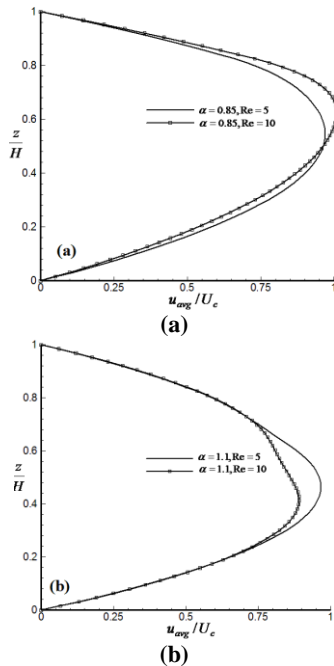 1
0.8
z
H
0.6
0.4
0.2
0
α = 0.85, Re = 5
α = 0.85, Re = 10
(a)
0 0.25 0.5 0.75 1
u_avg / U_c
(a)
1
0.8
z
H
0.6
0.4
0.2
0
α = 1.1, Re = 5
α = 1.1, Re = 10
(b)
0 0.25 0.5 0.75 1
u_avg / U_c
(b)